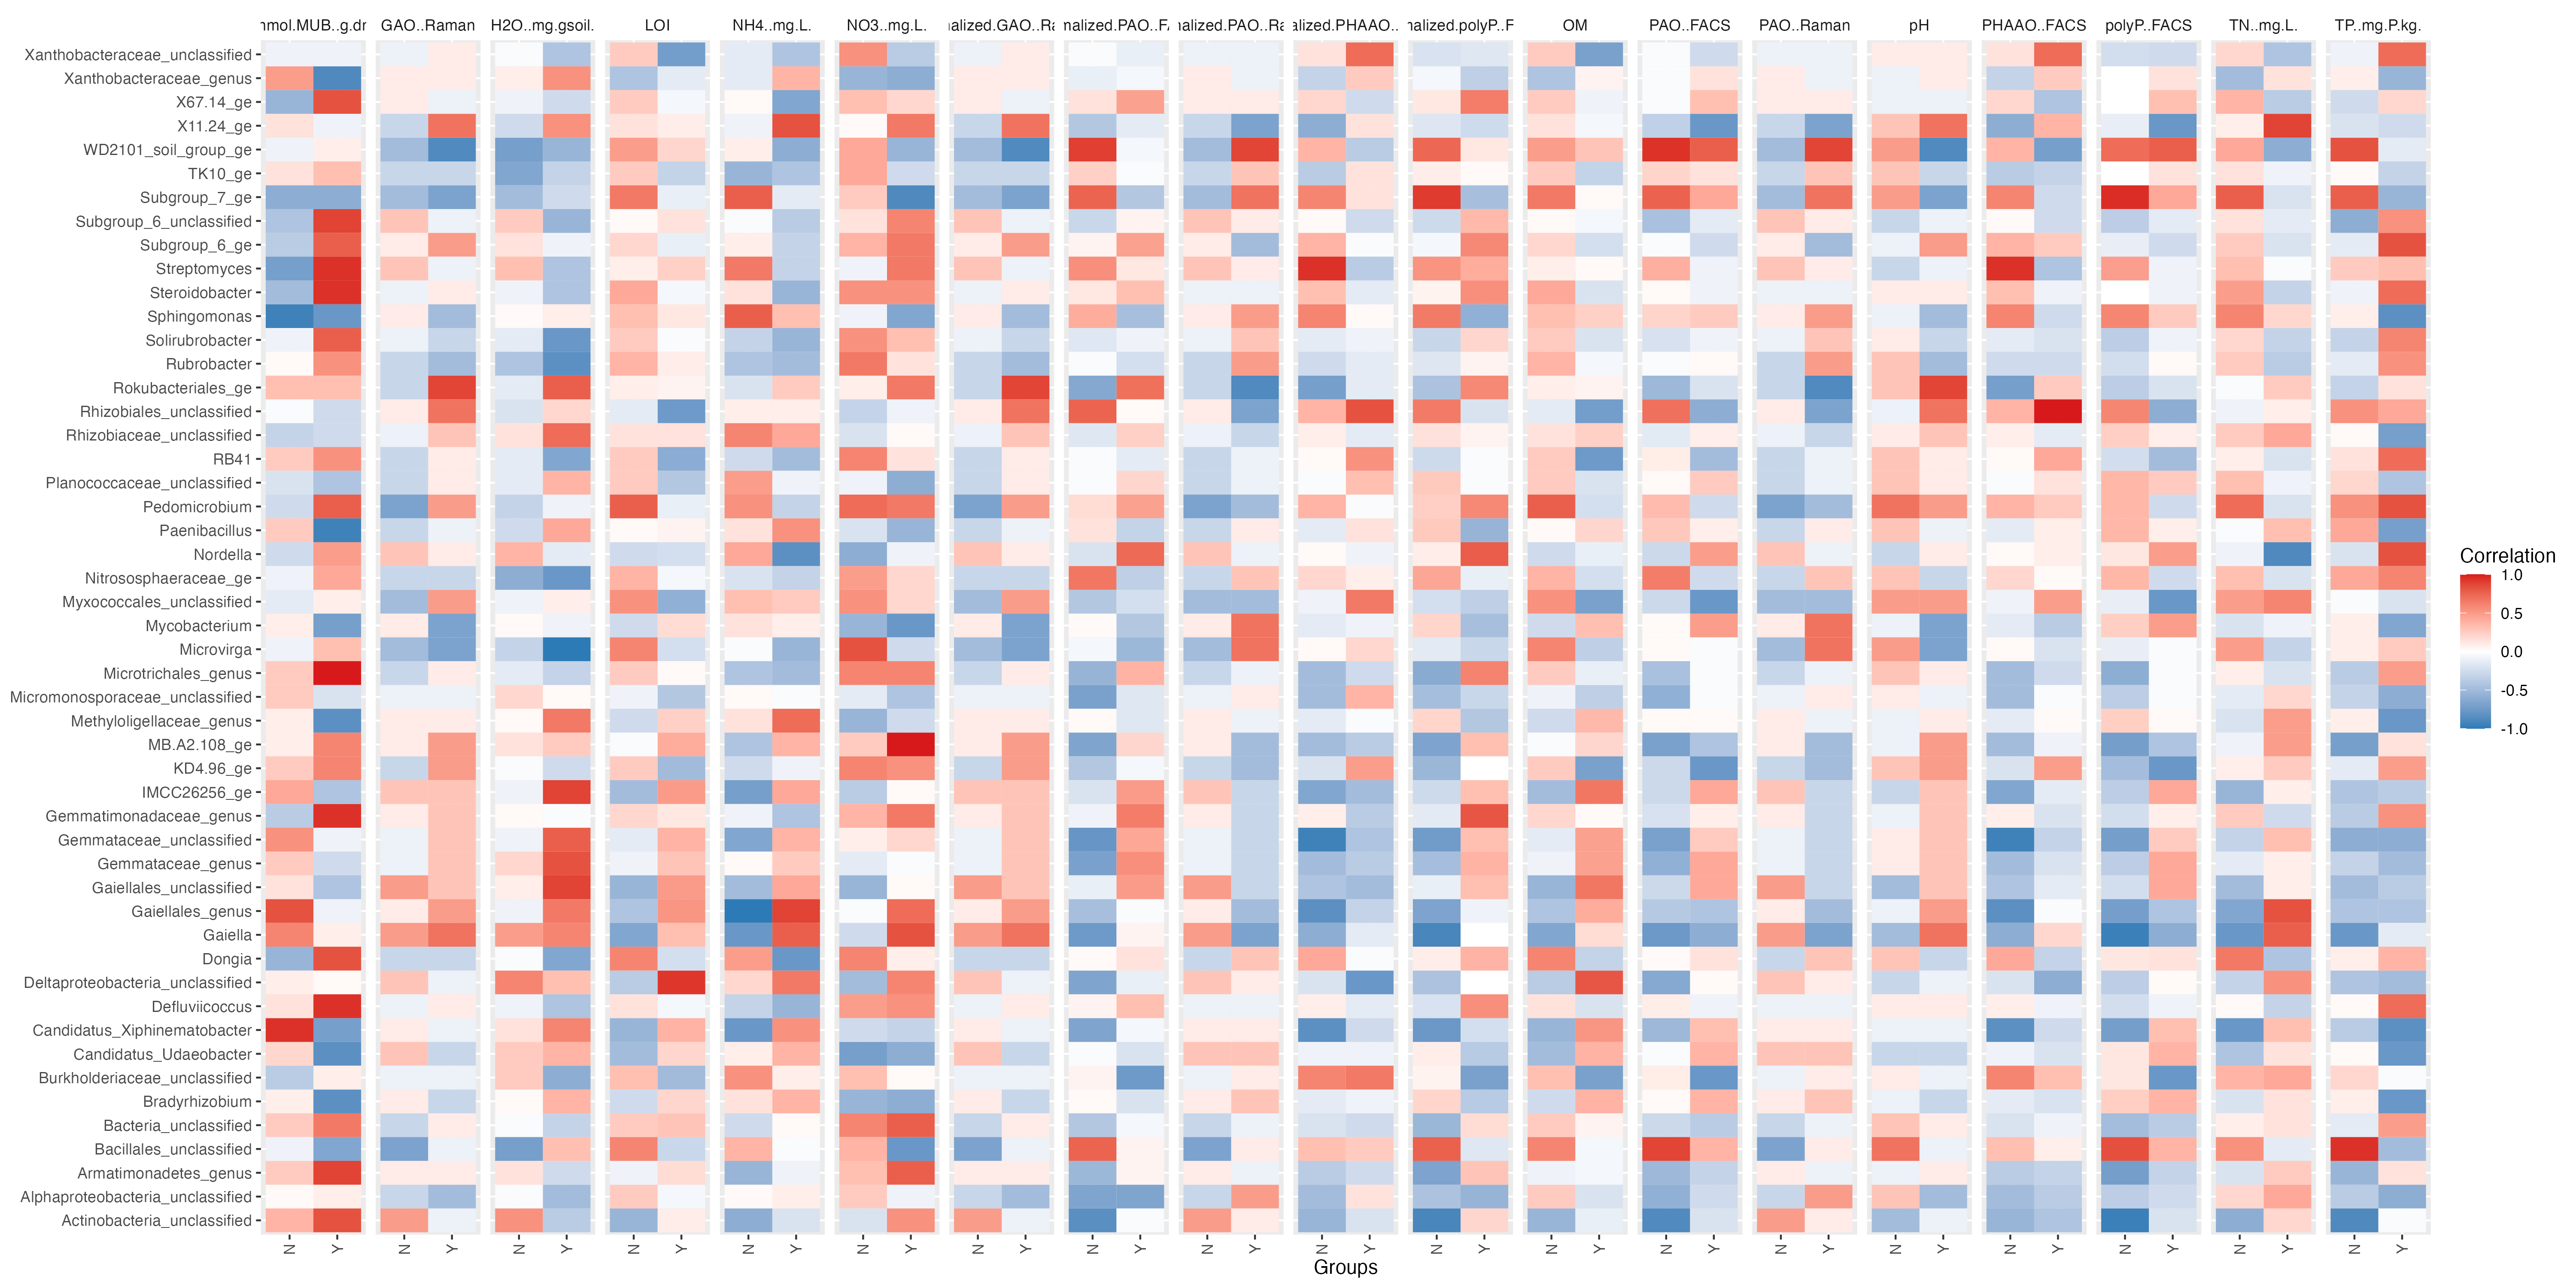 nmol.MUB..g.dr GAO..Raman H2O..mg.gsoil. LOI NH4..mg.L. NO3..mg.L. nalized.GAO..Ra nalized.PAO..FA nalized.PAO..Ra alized.PHAAO.. nalized.polyP..F OM PAO..FACS PAO..Raman pH PHAAO..FACS polyP..FACS TN..mg.L. TP..mg.P.kg.
Xanthobacteraceae_unclassified
Xanthobacteraceae_genus
X67.14_ge
X11.24_ge
WD2101_soil_group_ge
TK10_ge
Subgroup_7_ge
Subgroup_6_unclassified
Subgroup_6_ge
Streptomyces
Steroidobacter
Sphingomonas
Solirubrobacter
Rubrobacter
Rokubacteriales_ge
Rhizobiales_unclassified
Rhizobiaceae_unclassified
RB41
Planococcaceae_unclassified
Pedomicrobium
Paenibacillus
Nordella
Nitrososphaeraceae_ge
Myxococcales_unclassified
Mycobacterium
Microvirga
Microtrichales_genus
Micromonosporaceae_unclassified
Methyloligellaceae_genus
MB.A2.108_ge
KD4.96_ge
IMCC26256_ge
Gemmatimonadaceae_genus
Gemmataceae_unclassified
Gemmataceae_genus
Gaiellales_unclassified
Gaiellales_genus
Gaiella
Dongia
Deltaproteobacteria_unclassified
Defluviicoccus
Candidatus_Xiphinematobacter
Candidatus_Udaeobacter
Burkholderiaceae_unclassified
Bradyrhizobium
Bacteria_unclassified
Bacillales_unclassified
Armatimonadetes_genus
Alphaproteobacteria_unclassified
Actinobacteria_unclassified
N Y N Y N Y N Y N Y N Y N Y N Y N Y N Y N Y N Y N Y N Y N Y N Y N Y N Y N Y
Groups
Correlation
1.0
0.5
0.0
-0.5
-1.0